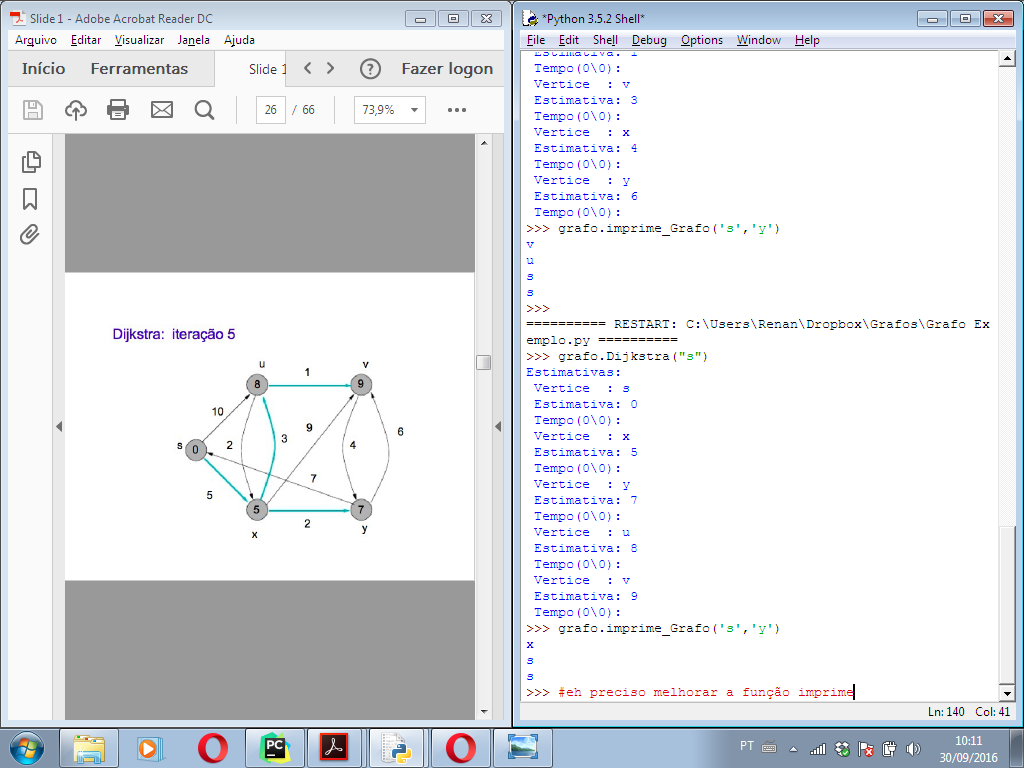 Slide 1 - Adobe Acrobat Reader DC
Arquivo Editar Visualizar Janela Ajuda
Início Ferramentas Slide 1 Fazer logon
26 / 66 73,9%
Dijkstra: iteração 5
u v
8 1 9
10
s 0 2 3 9 4 6
7
5
5 2 7
x y
*Python 3.5.2 Shell*
File Edit Shell Debug Options Window Help
Estimativa: 1
Tempo(0\0):
Vertice  : v
Estimativa: 3
Tempo(0\0):
Vertice  : x
Estimativa: 4
Tempo(0\0):
Vertice  : y
Estimativa: 6
Tempo(0\0):
>>> grafo.imprime_Grafo('s','y')
v
u
s
s
>>>
========== RESTART: C:\Users\Renan\Dropbox\Grafos\Grafo Ex
emplo.py ==========
>>> grafo.Dijkstra("s")
Estimativas:
Vertice  : s
Estimativa: 0
Tempo(0\0):
Vertice  : x
Estimativa: 5
Tempo(0\0):
Vertice  : y
Estimativa: 7
Tempo(0\0):
Vertice  : u
Estimativa: 8
Tempo(0\0):
Vertice  : v
Estimativa: 9
Tempo(0\0):
>>> grafo.imprime_Grafo('s','y')
x
s
s
>>> #eh preciso melhorar a função imprime
Ln: 140 Col: 41
PC
PT
10:11
30/09/2016